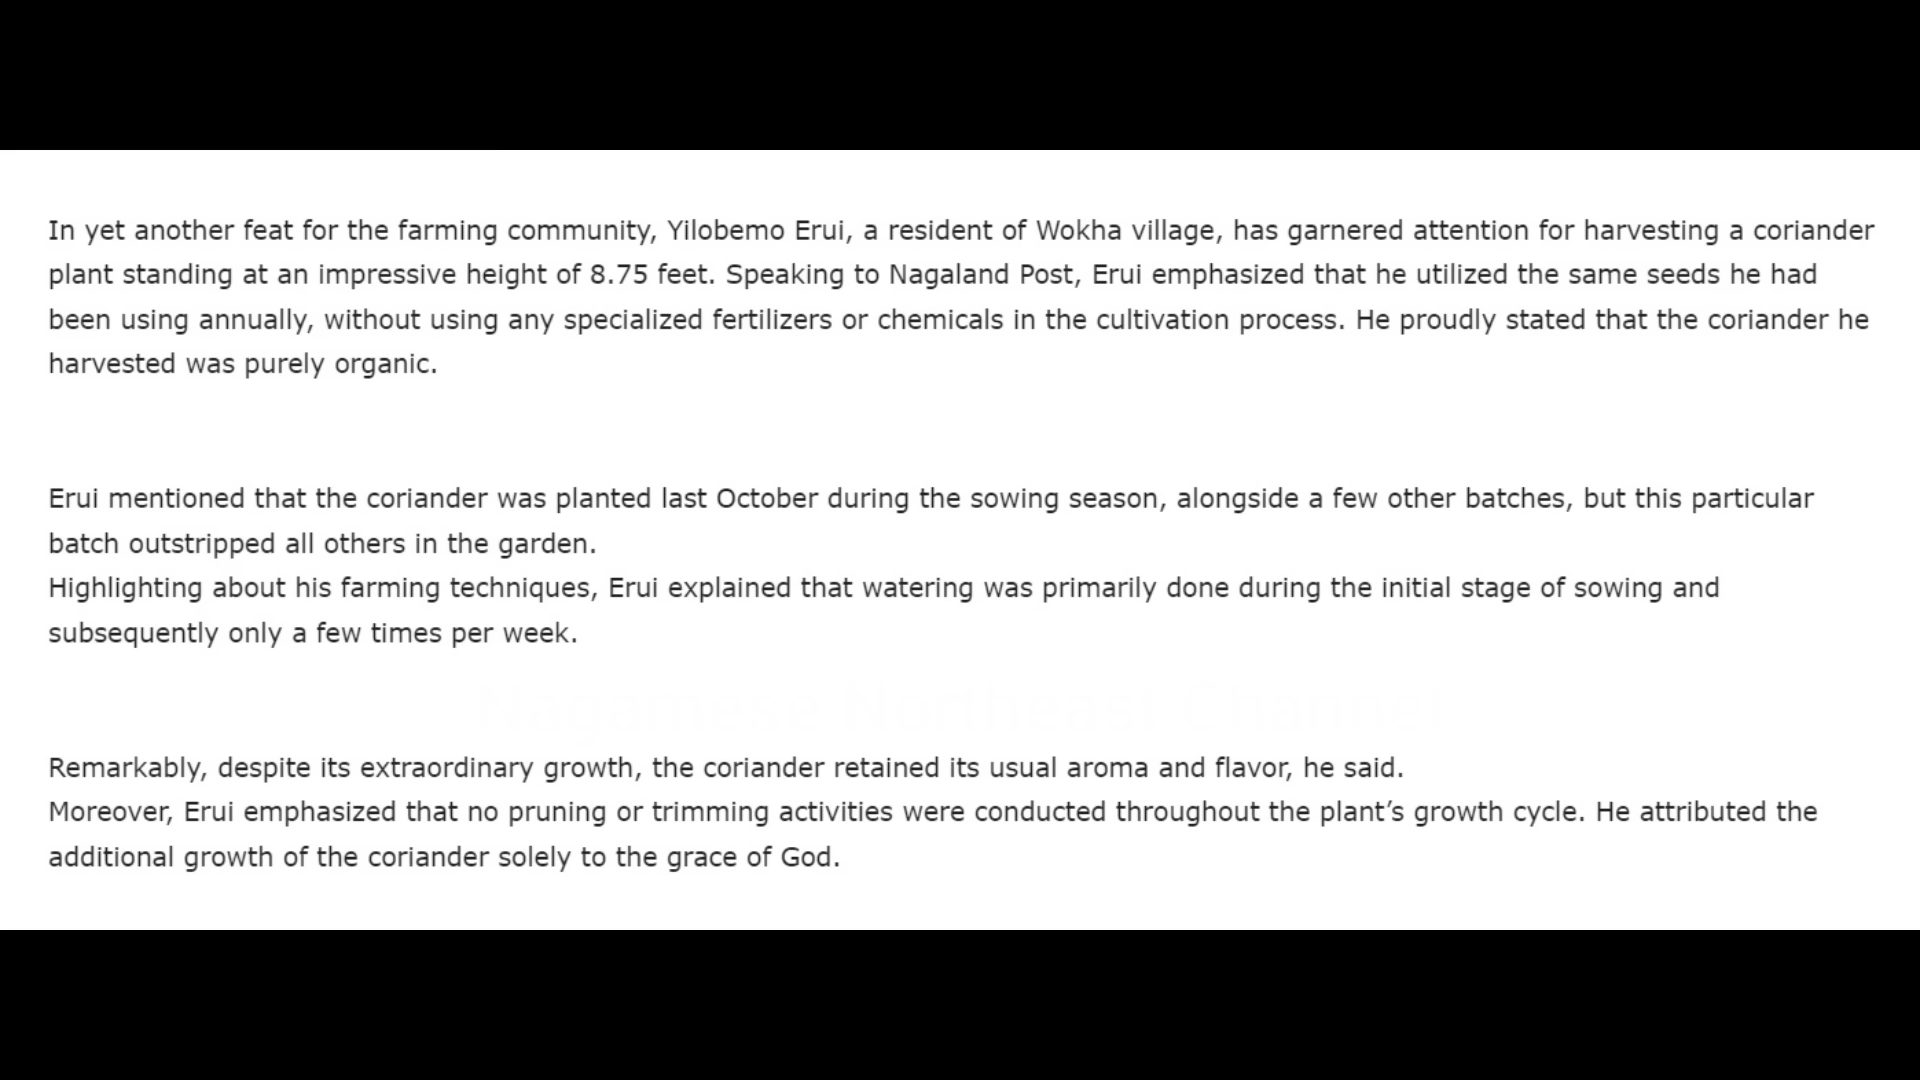 In yet another feat for the farming community, Yilobemo Erui, a resident of Wokha village, has garnered attention for harvesting a coriander
plant standing at an impressive height of 8.75 feet. Speaking to Nagaland Post, Erui emphasized that he utilized the same seeds he had
been using annually, without using any specialized fertilizers or chemicals in the cultivation process. He proudly stated that the coriander he
harvested was purely organic.
Erui mentioned that the coriander was planted last October during the sowing season, alongside a few other batches, but this particular
batch outstripped all others in the garden.
Highlighting about his farming techniques, Erui explained that watering was primarily done during the initial stage of sowing and
subsequently only a few times per week.
Remarkably, despite its extraordinary growth, the coriander retained its usual aroma and flavor, he said.
Moreover, Erui emphasized that no pruning or trimming activities were conducted throughout the plant’s growth cycle. He attributed the
additional growth of the coriander solely to the grace of God.